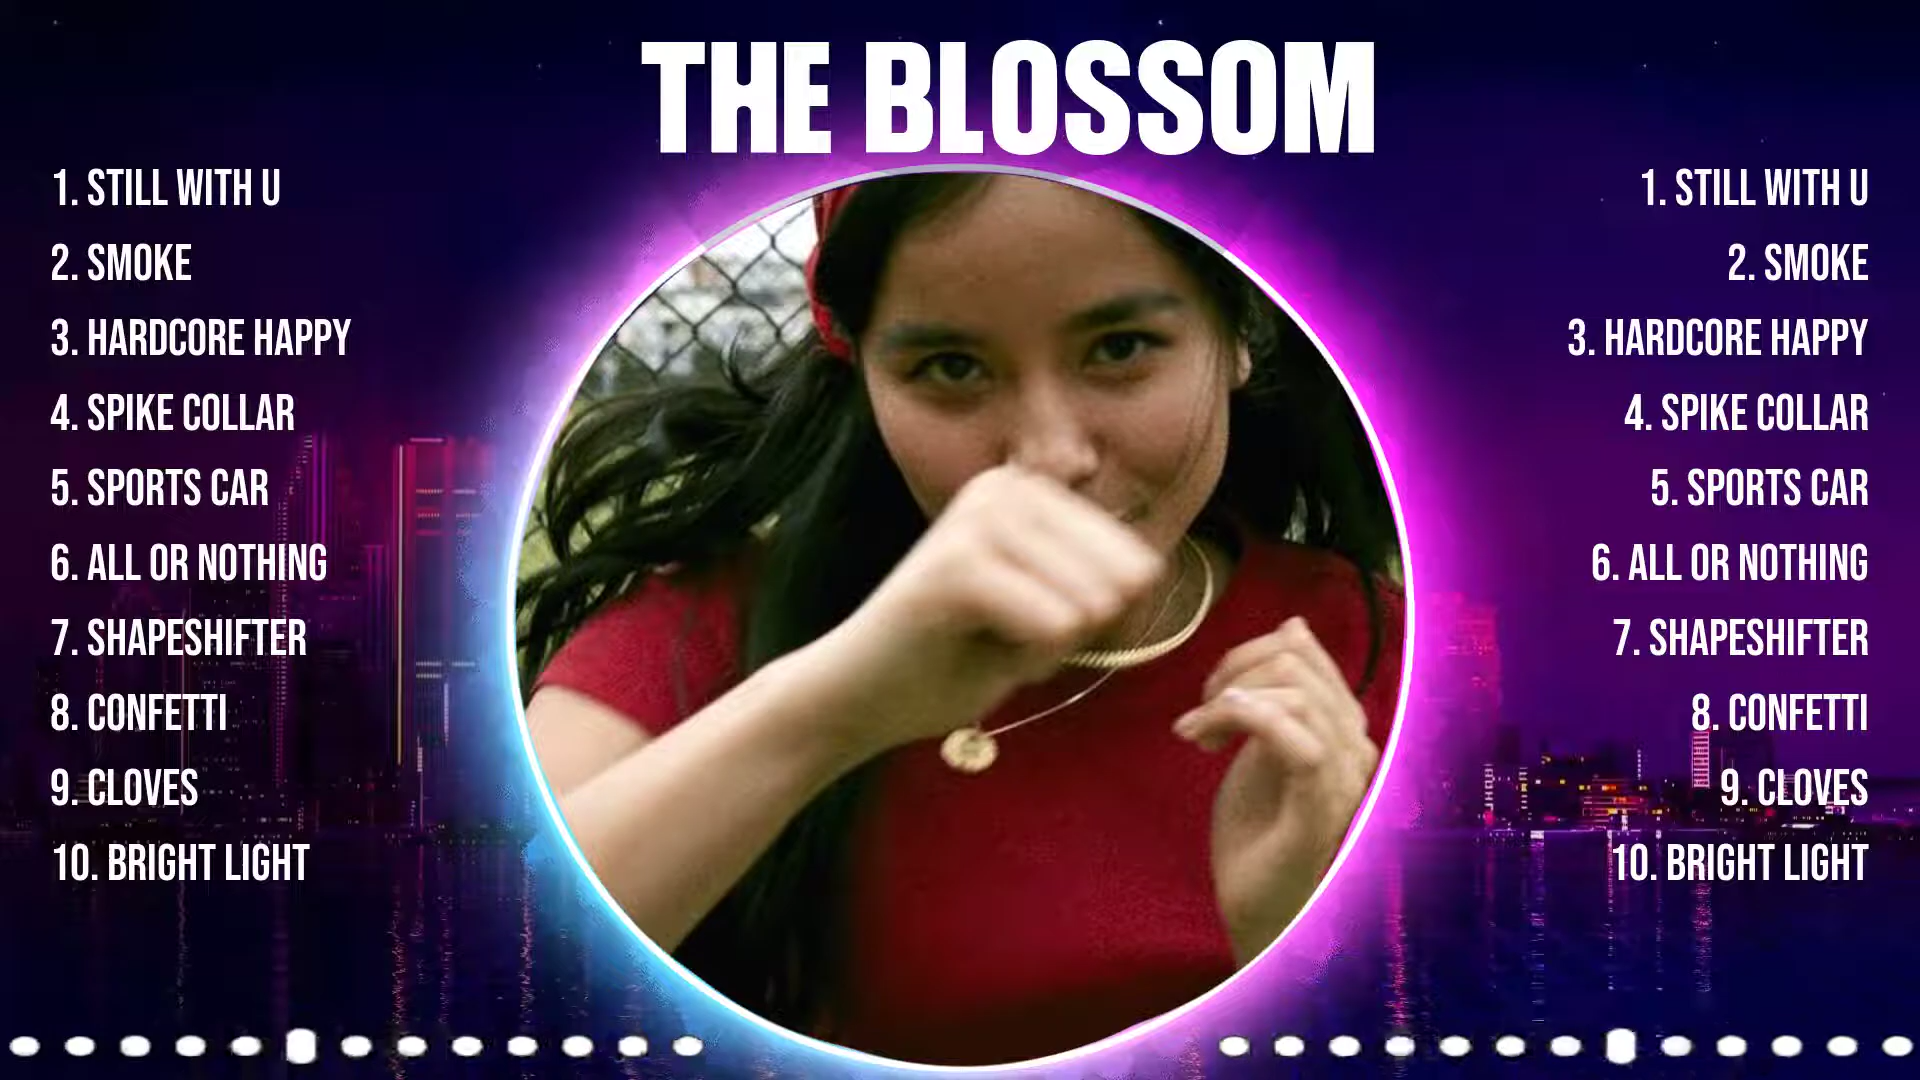 THE BLOSSOM
1. STILL WITH U
2. SMOKE
3. HARDCORE HAPPY
4. SPIKE COLLAR
5. SPORTS CAR
6. ALL OR NOTHING
7. SHAPESHIFTER
8. CONFETTI
9. CLOVES
10. BRIGHT LIGHT
1. STILL WITH U
2. SMOKE
3. HARDCORE HAPPY
4. SPIKE COLLAR
5. SPORTS CAR
6. ALL OR NOTHING
7. SHAPESHIFTER
8. CONFETTI
9. CLOVES
10. BRIGHT LIGHT